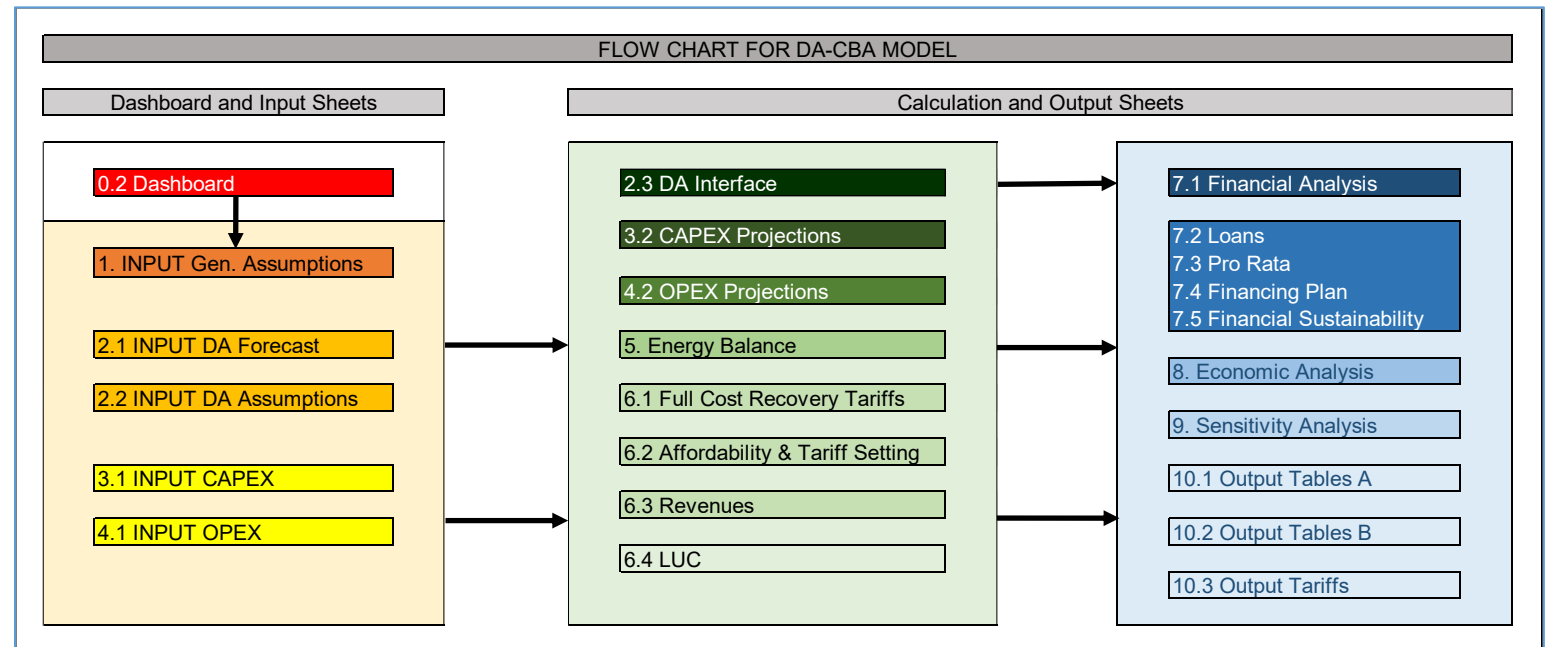 FLOW CHART FOR DA-CBA MODEL
Dashboard and Input Sheets
Calculation and Output Sheets
0.2 Dashboard
1. INPUT Gen. Assumptions
2.1 INPUT DA Forecast
2.2 INPUT DA Assumptions
3.1 INPUT CAPEX
4.1 INPUT OPEX
2.3 DA Interface
3.2 CAPEX Projections
4.2 OPEX Projections
5. Energy Balance
6.1 Full Cost Recovery Tariffs
6.2 Affordability & Tariff Setting
6.3 Revenues
6.4 LUC
7.1 Financial Analysis
7.2 Loans
7.3 Pro Rata
7.4 Financing Plan
7.5 Financial Sustainability
8. Economic Analysis
9. Sensitivity Analysis
10.1 Output Tables A
10.2 Output Tables B
10.3 Output Tariffs